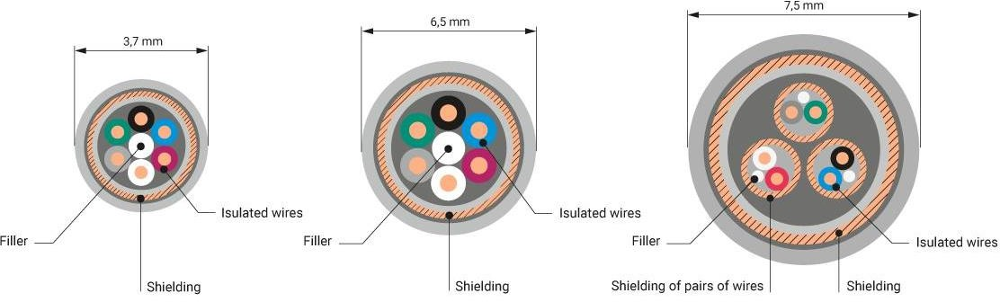 3,7 mm
6,5 mm
7,5 mm
Isulated wires
Filler
Shielding
Isulated wires
Filler
Shielding
Filler
Isulated wires
Shielding of pairs of wires
Shielding